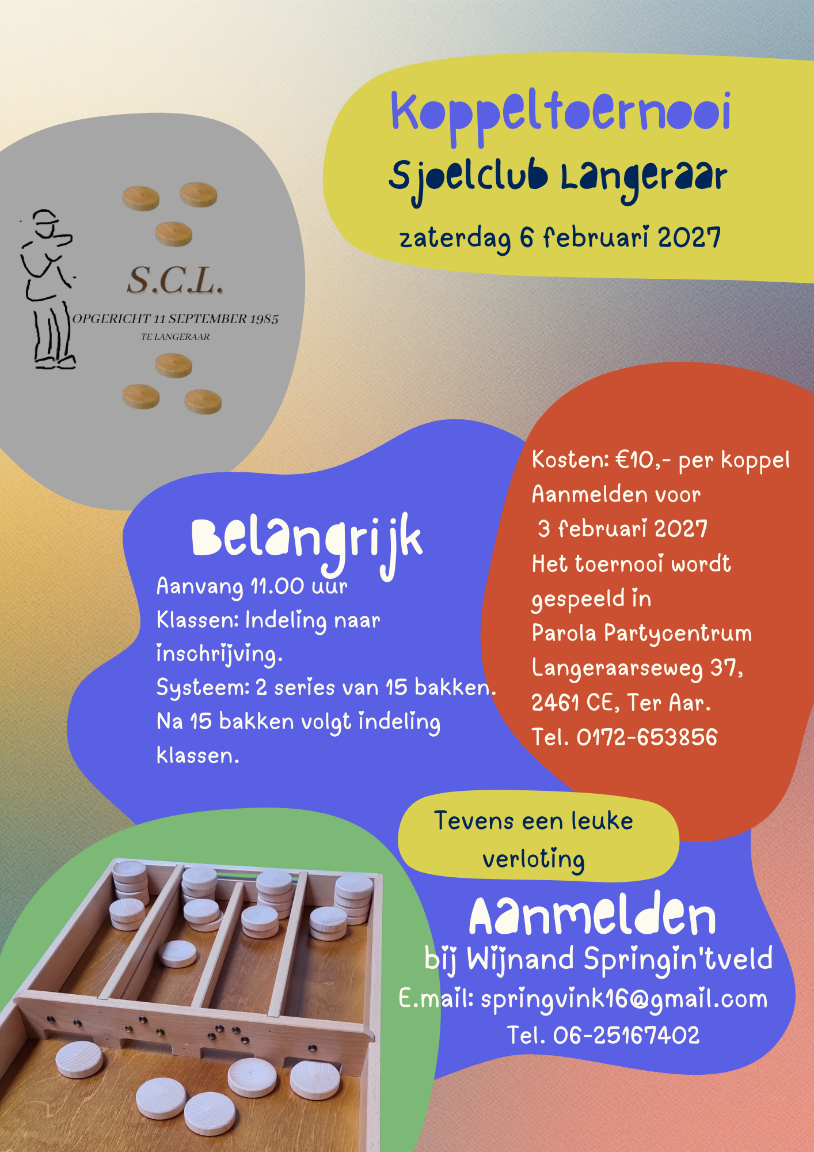 Koppeltoernooi
Sjoelclub Langeraar
zaterdag 6 februari 2027
S.C.L.
OPGERICHT 11 SEPTEMBER 1985
TE LANGERAAR
Kosten: €10,- per koppel
Aanmelden voor
3 februari 2027
Het toernooi wordt
gespeeld in
Parola Partycentrum
Langeraarseweg 37,
2461 CE, Ter Aar.
Tel. 0172-653856
Belangrijk
Aanvang 11.00 uur
Klassen: Indeling naar
inschrijving.
Systeem: 2 series van 15 bakken.
Na 15 bakken volgt indeling
klassen.
Tevens een leuke
verloting
Aanmelden
bij Wijnand Springin'tveld
E.mail: springvink16@gmail.com
Tel. 06-25167402